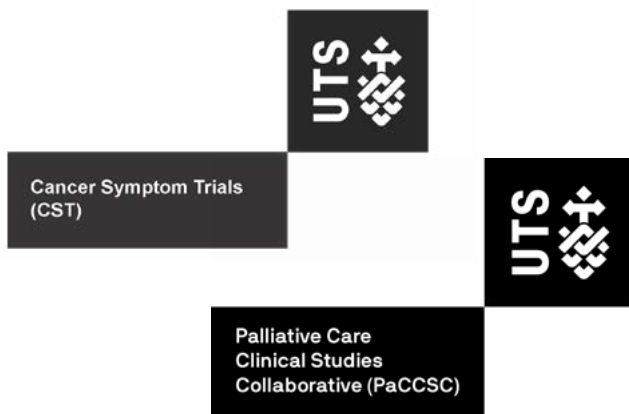 UTS
Cancer Symptom Trials
(CST)
UTS
Palliative Care
Clinical Studies
Collaborative (PaCCSC)